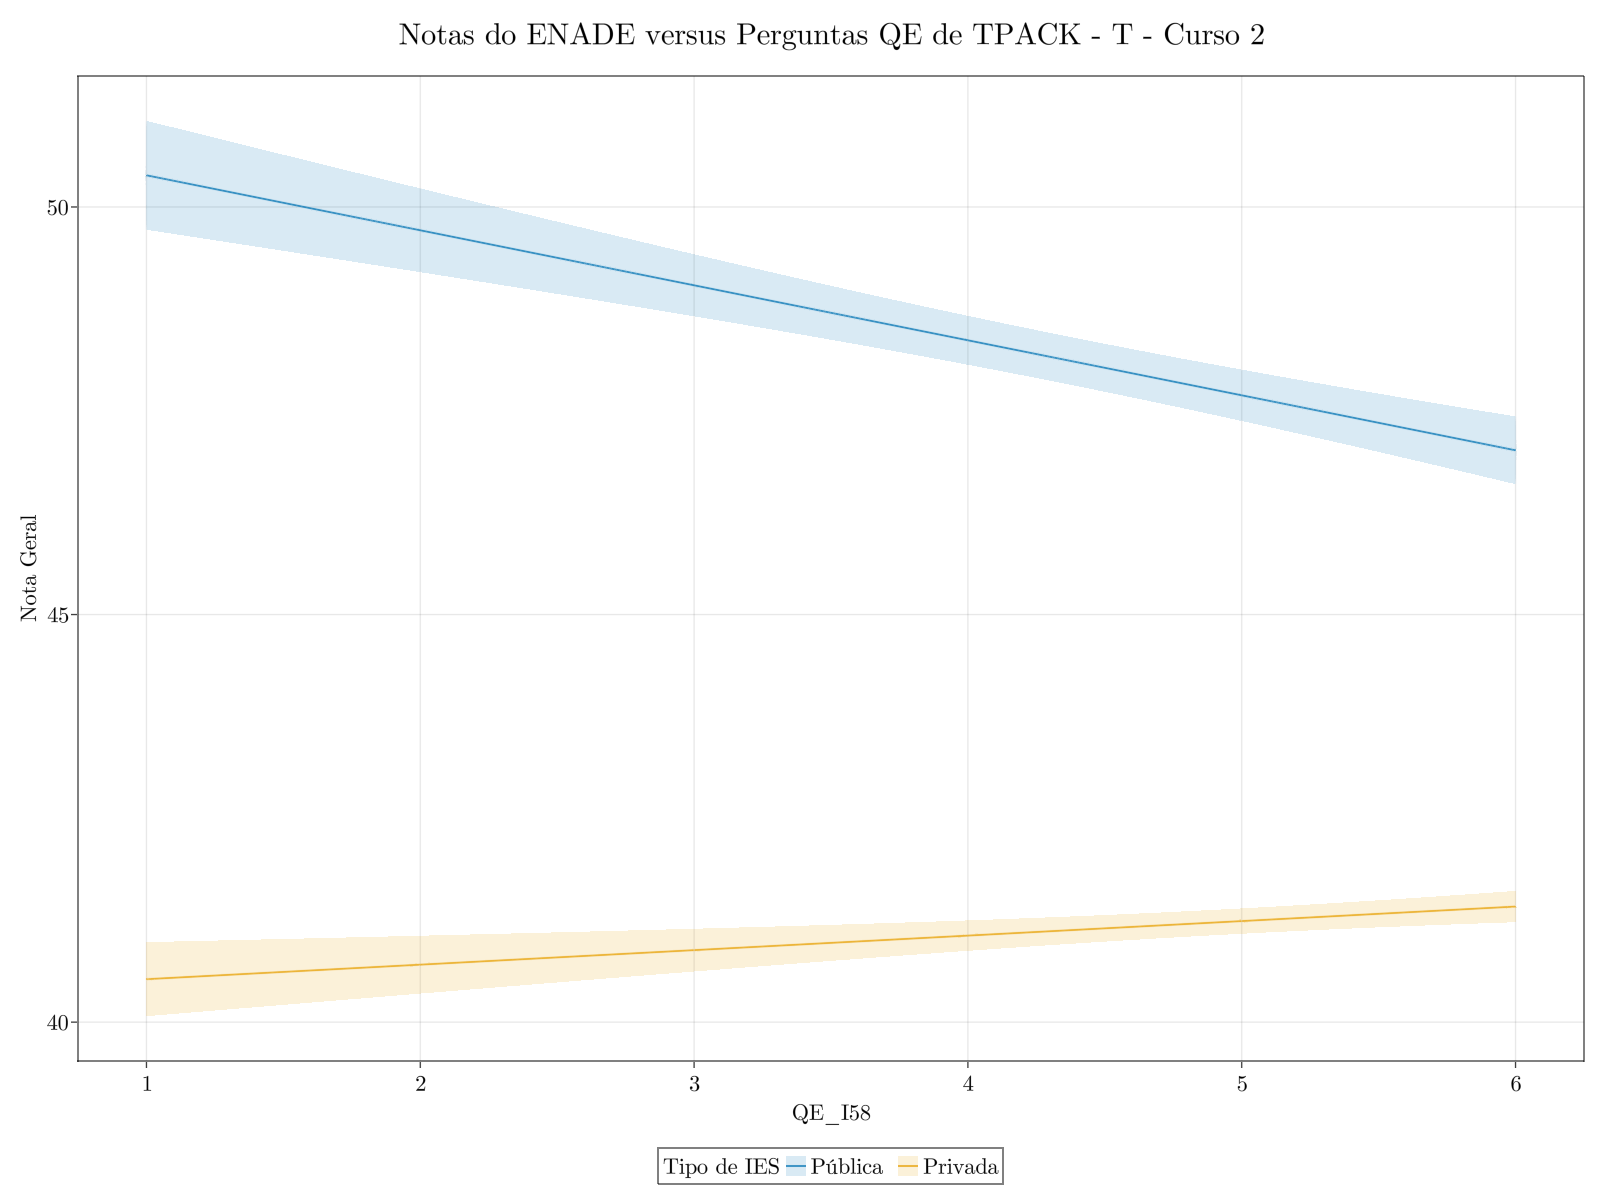 Notas do ENADE versus Perguntas QE de TPACK - T - Curso 2
Nota Geral
50
45
40
1 2 3 4 5 6
QE_I58
Tipo de IES Pública Privada